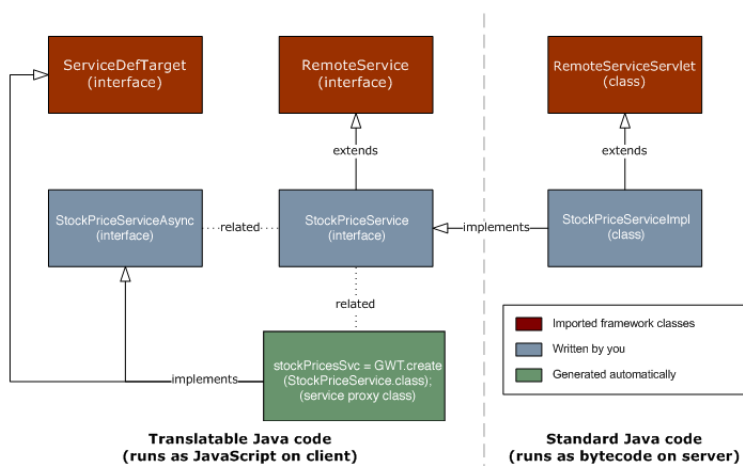 ServiceDefTarget
(interface)
RemoteService
(interface)
RemoteServiceServlet
(class)
extends
extends
StockPriceServiceAsync
(interface)
related
StockPriceService
(interface)
implements
StockPriceServiceImpl
(class)
related
Imported framework classes
Written by you
Generated automatically
implements
stockPricesSvc = GWT.create
(StockPriceService.class);
(service proxy class)
Translatable Java code
(runs as JavaScript on client)
Standard Java code
(runs as bytecode on server)